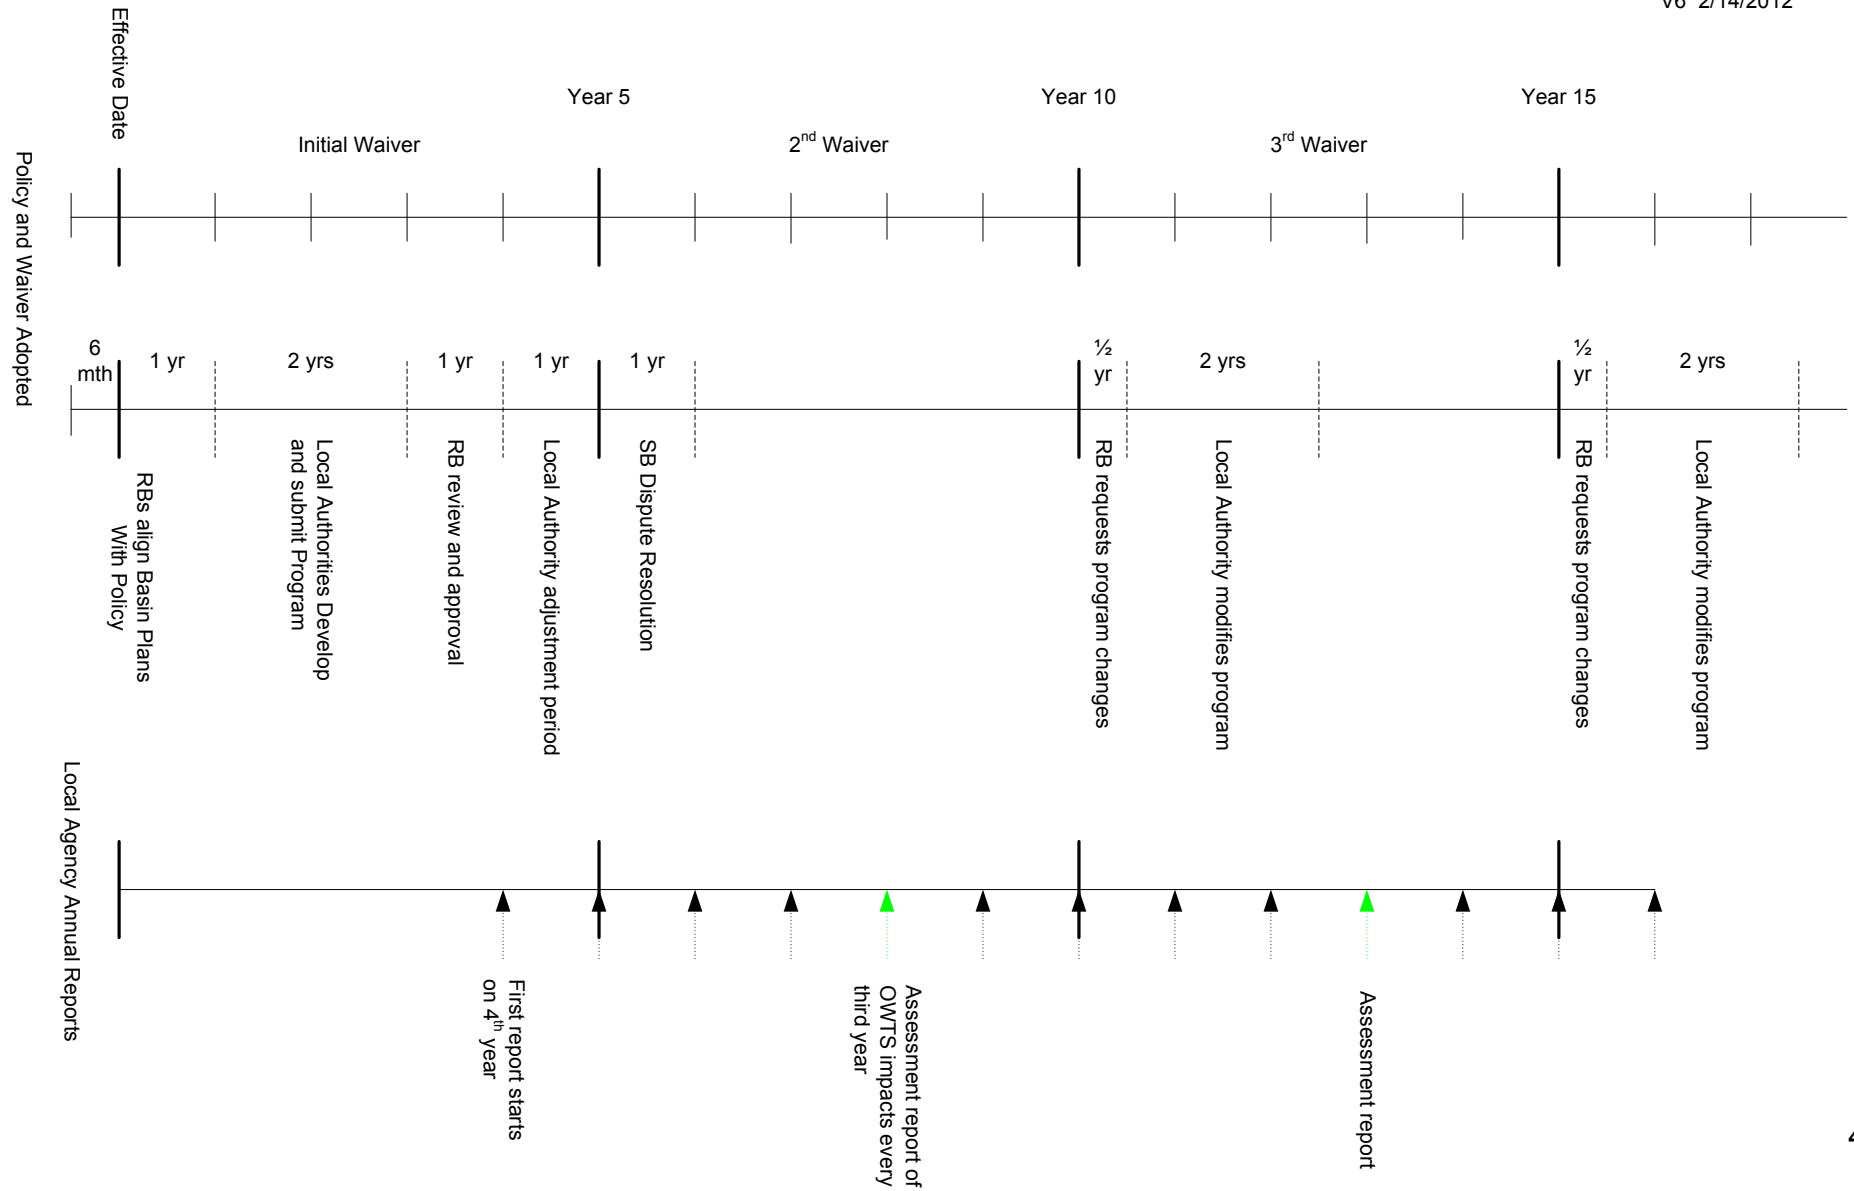 v6 2/14/2012
Effective Date
Year 5
Year 10
Year 15
Initial Waiver
2nd Waiver
3rd Waiver
Policy and Waiver Adopted
6
mth
1 yr
2 yrs
1 yr
1 yr
1 yr
½
yr
2 yrs
½
yr
2 yrs
RBs align Basin Plans
With Policy
Local Authorities Develop
and submit Program
RB review and approval
Local Authority adjustment period
SB Dispute Resolution
RB requests program changes
Local Authority modifies program
RB requests program changes
Local Authority modifies program
Local Agency Annual Reports
First report starts
on 4th year
Assessment report of
OWTS impacts every
third year
Assessment report
4